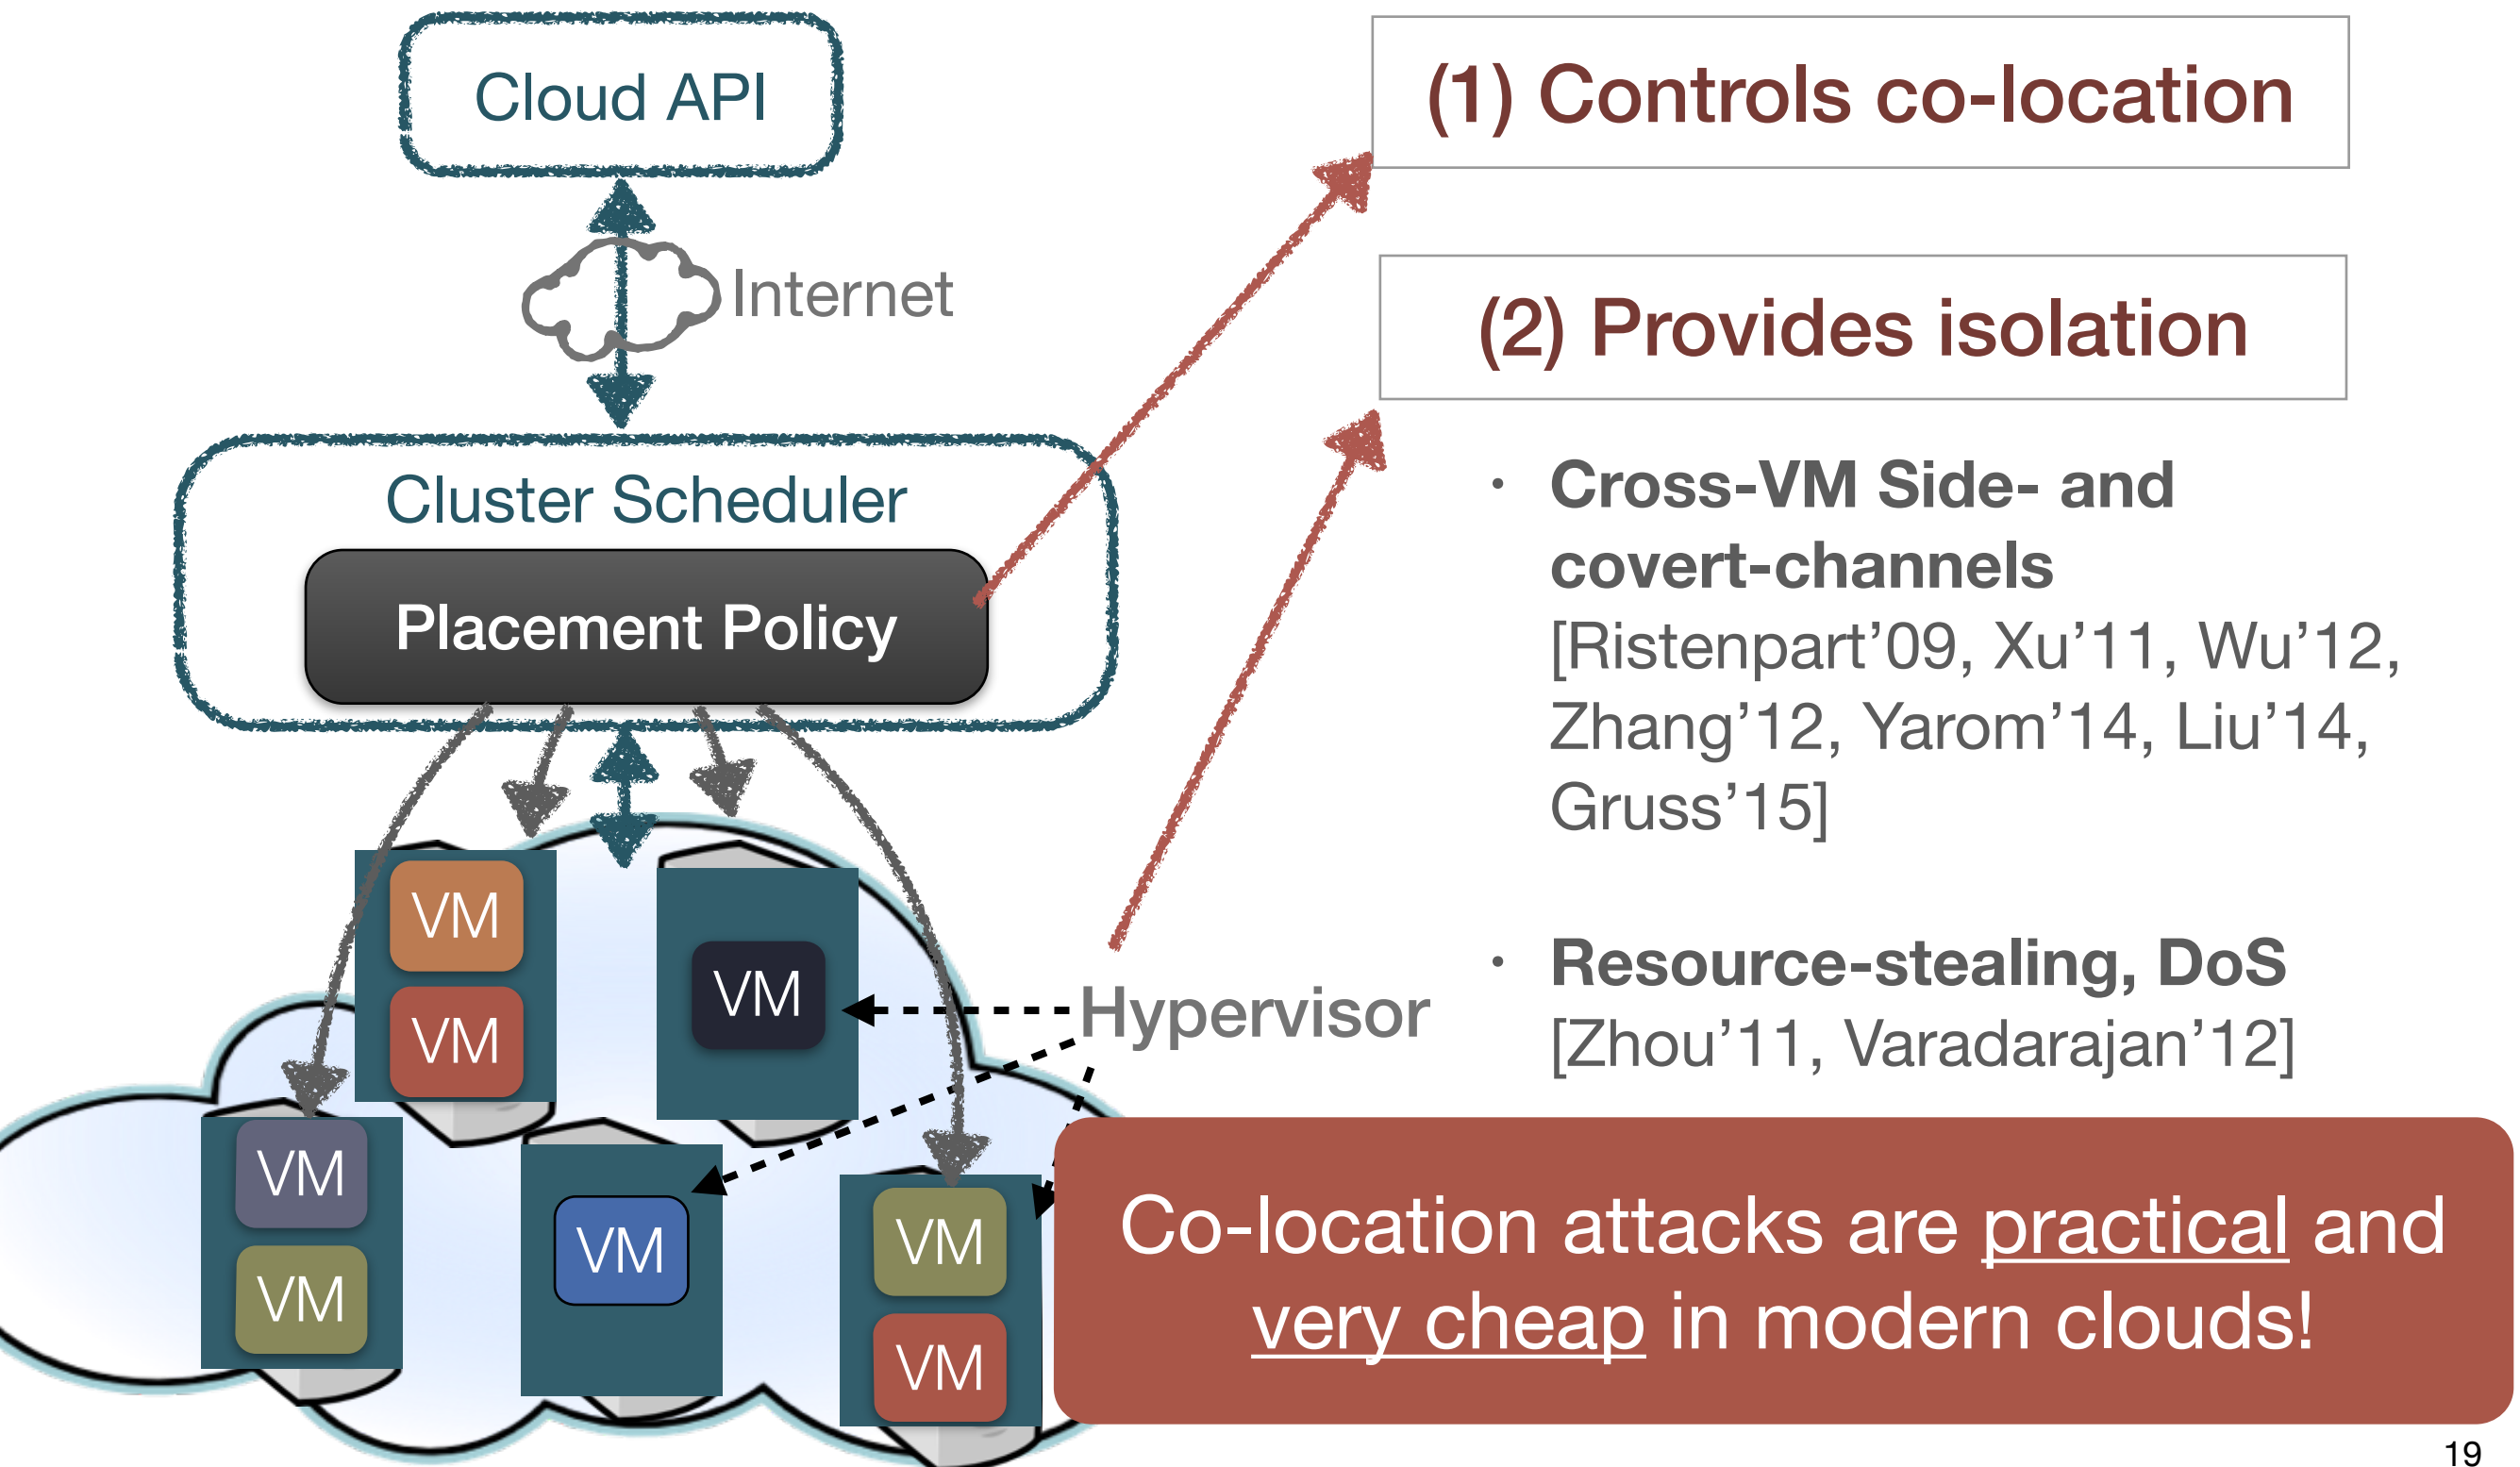 Cloud API
Internet
Cluster Scheduler
Placement Policy
VM
VM
VM
VM
VM
VM
VM
VM
Hypervisor
(1) Controls co-location
(2) Provides isolation
• Cross-VM Side- and
covert-channels
[Ristenpart’09, Xu’11, Wu’12,
Zhang’12, Yarom’14, Liu’14,
Gruss’15]
• Resource-stealing, DoS
[Zhou’11, Varadarajan’12]
Co-location attacks are practical and
very cheap in modern clouds!
19